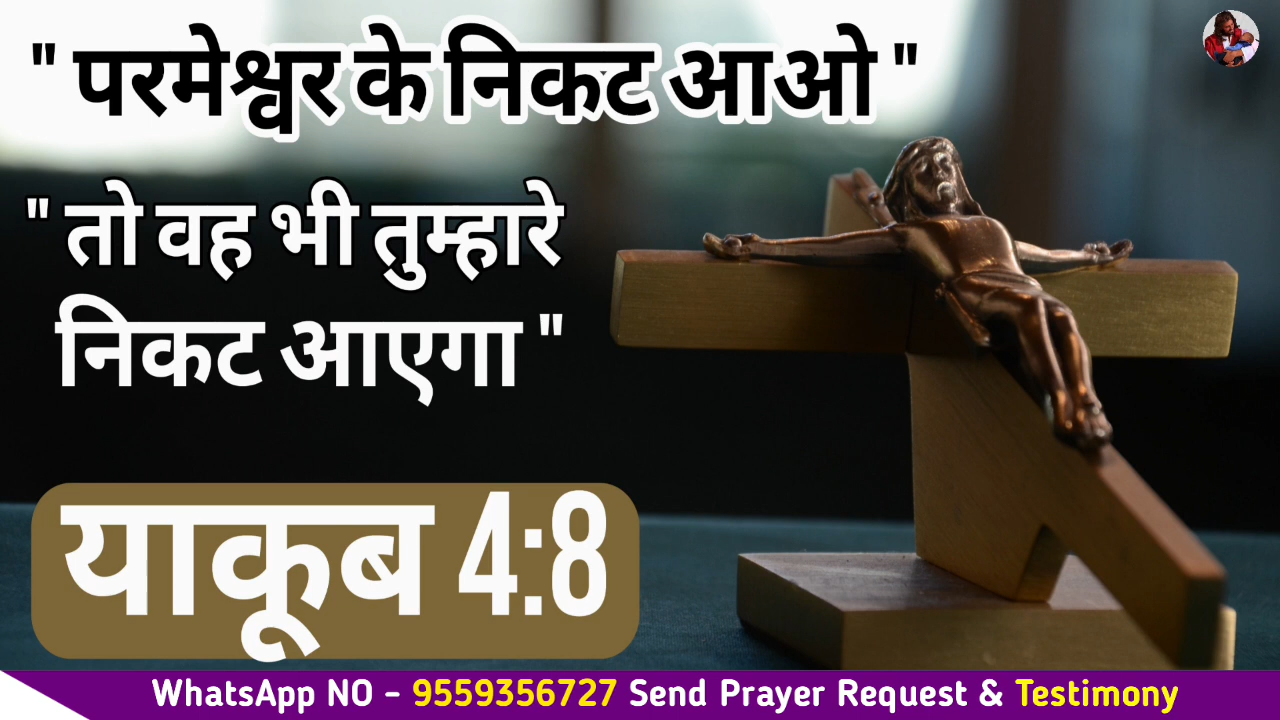 " परमेश्वर के निकट आओ "
" तो वह भी तुम्हारे
निकट आएगा "
याकूब 4:8
WhatsApp NO - 9559356727 Send Prayer Request & Testimony